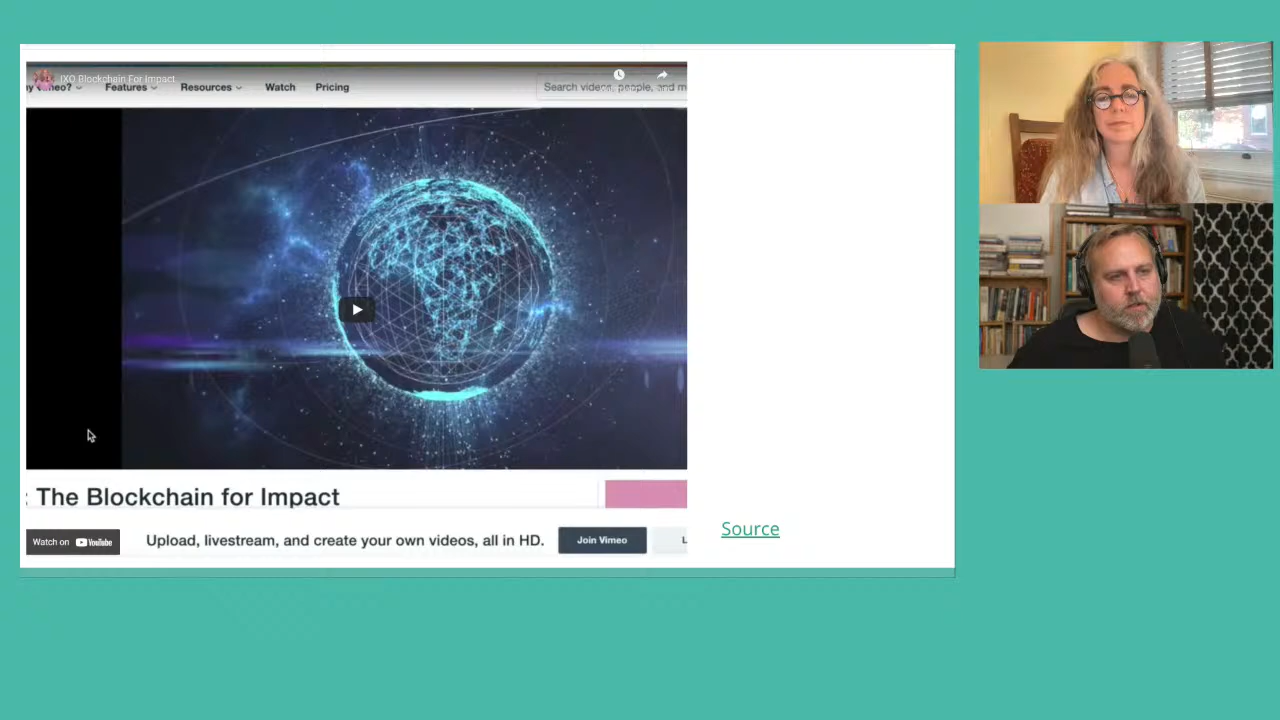 IXO Blockchain For Impact
Features
Resources
Watch
Pricing
Search videos, people, and m
: The Blockchain for Impact
Watch on YouTube
Upload, livestream, and create your own videos, all in HD.
Join Vimeo
L
Source